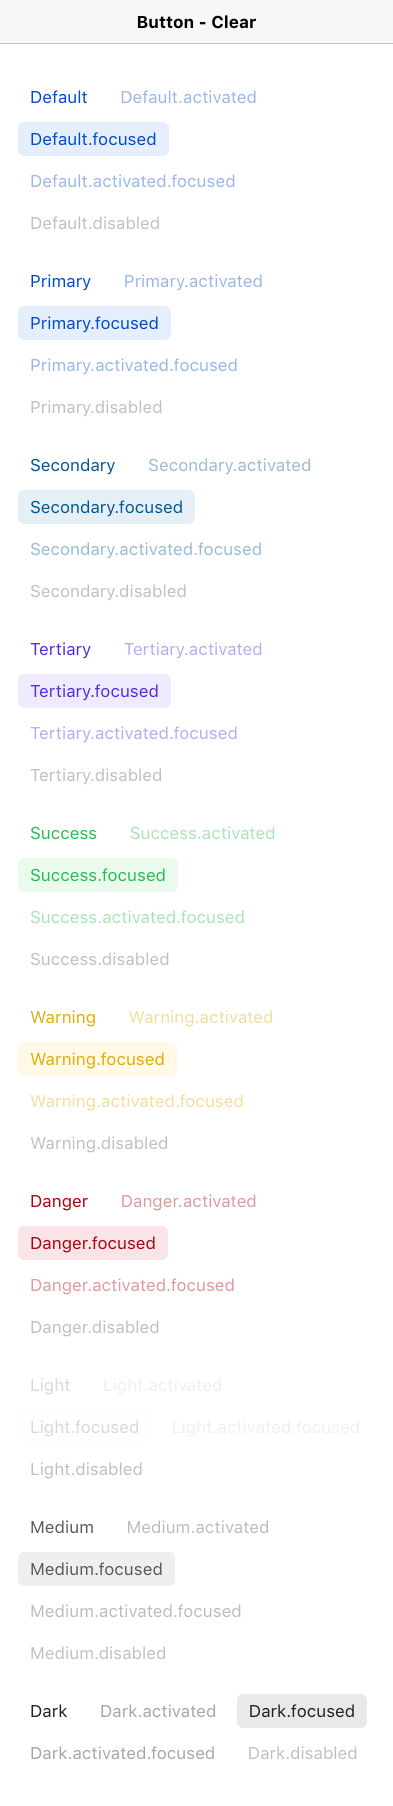 Button - Clear
Default Default.activated
Default.focused
Default.activated.focused
Default.disabled
Primary Primary.activated
Primary.focused
Primary.activated.focused
Primary.disabled
Secondary Secondary.activated
Secondary.focused
Secondary.activated.focused
Secondary.disabled
Tertiary Tertiary.activated
Tertiary.focused
Tertiary.activated.focused
Tertiary.disabled
Success Success.activated
Success.focused
Success.activated.focused
Success.disabled
Warning Warning.activated
Warning.focused
Warning.activated.focused
Warning.disabled
Danger Danger.activated
Danger.focused
Danger.activated.focused
Danger.disabled
Light Light.activated
Light.focused Light.activated.focused
Light.disabled
Medium Medium.activated
Medium.focused
Medium.activated.focused
Medium.disabled
Dark Dark.activated Dark.focused
Dark.activated.focused Dark.disabled